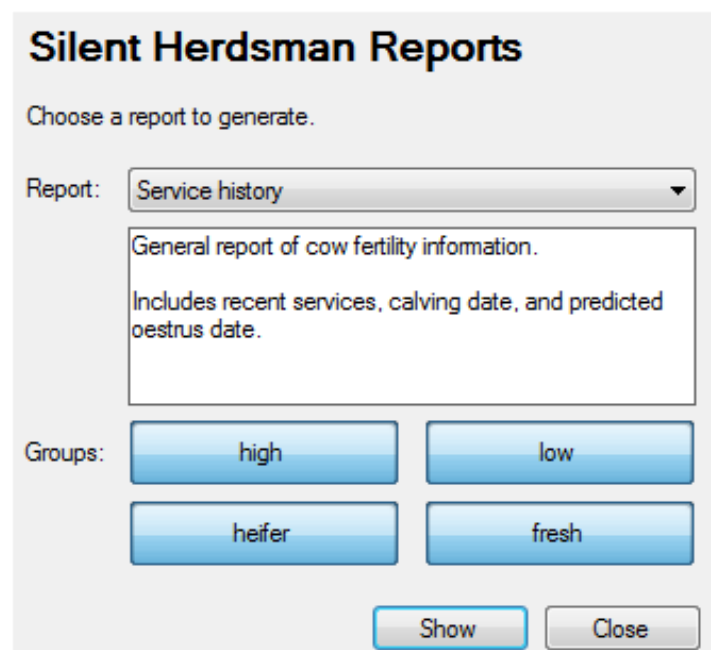 Silent Herdsman Reports
Choose a report to generate.
Report: Service history
General report of cow fertility information.
Includes recent services, calving date, and predicted
oestrus date.
Groups: high low
heifer fresh
Show Close